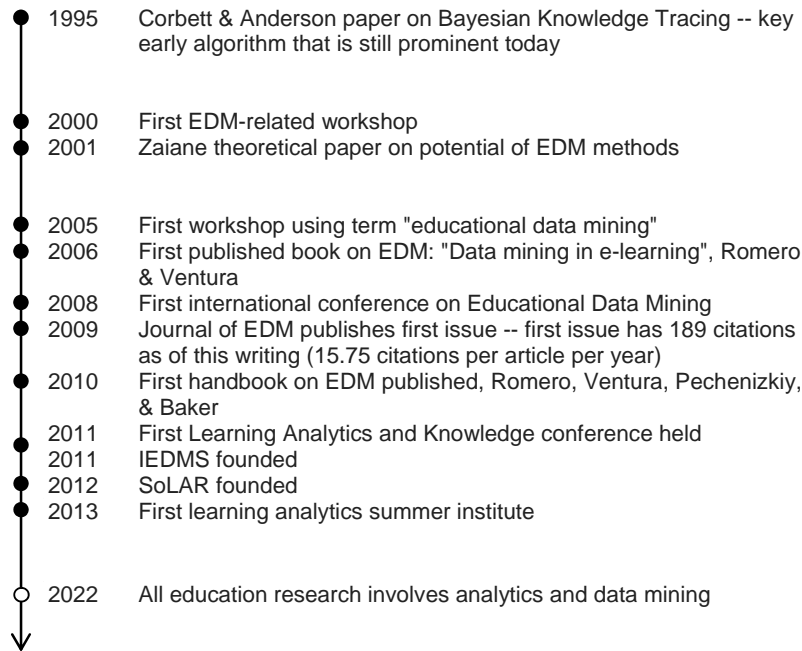 1995 Corbett & Anderson paper on Bayesian Knowledge Tracing -- key
early algorithm that is still prominent today
2000 First EDM-related workshop
2001 Zaiane theoretical paper on potential of EDM methods
2005 First workshop using term "educational data mining"
2006 First published book on EDM: "Data mining in e-learning", Romero
& Ventura
2008 First international conference on Educational Data Mining
2009 Journal of EDM publishes first issue -- first issue has 189 citations
as of this writing (15.75 citations per article per year)
2010 First handbook on EDM published, Romero, Ventura, Pechenizkiy,
& Baker
2011 First Learning Analytics and Knowledge conference held
2011 IEDMS founded
2012 SoLAR founded
2013 First learning analytics summer institute
2022 All education research involves analytics and data mining